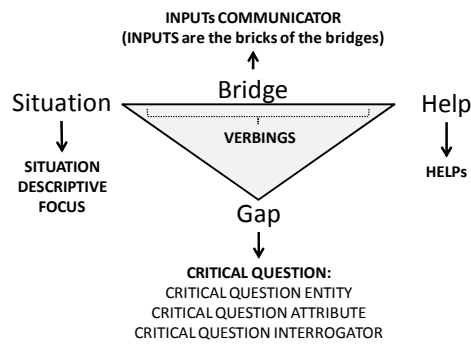 INPUTs COMMUNICATOR
(INPUTS are the bricks of the bridges)
Situation
Bridge
Help
VERBINGS
SITUATION
DESCRIPTIVE
FOCUS
HELPs
Gap
CRITICAL QUESTION:
CRITICAL QUESTION ENTITY
CRITICAL QUESTION ATTRIBUTE
CRITICAL QUESTION INTERROGATOR